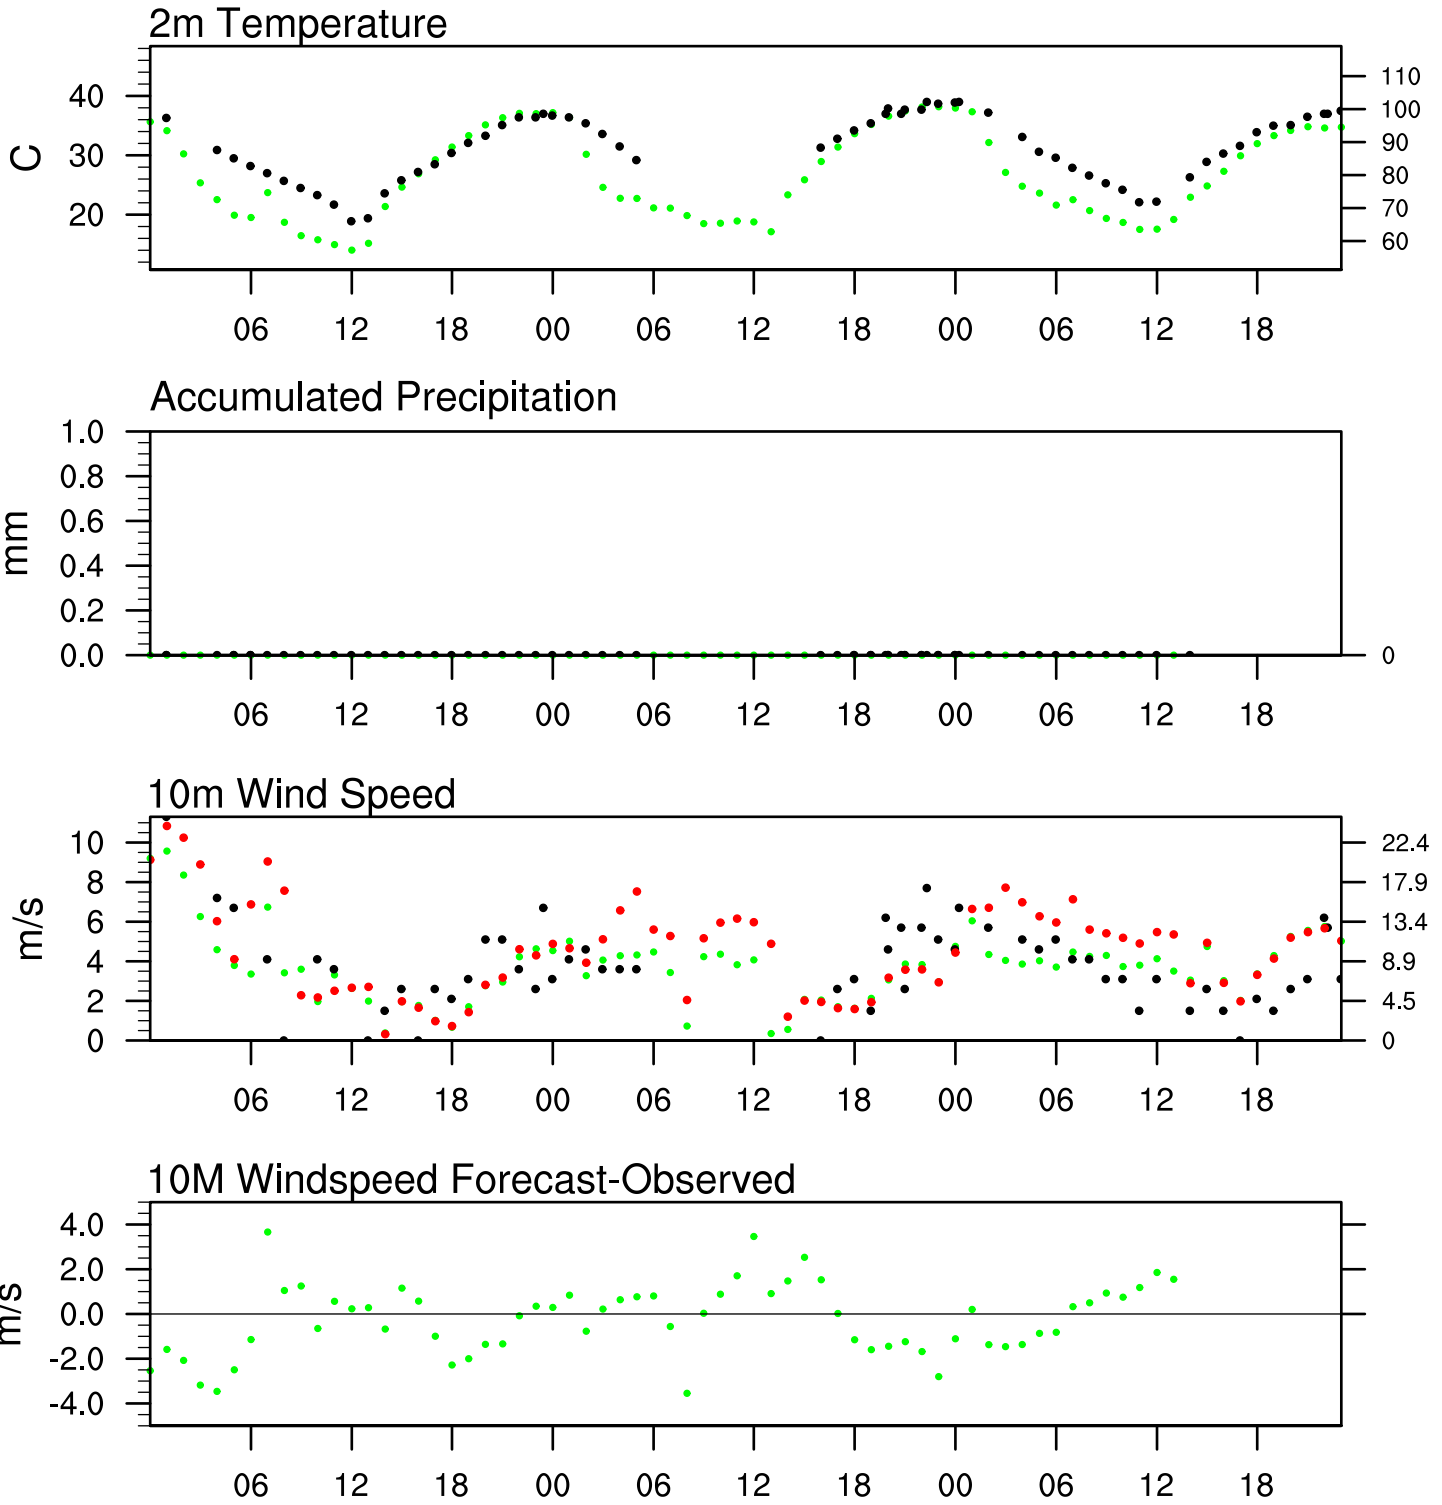 2m Temperature
C
40
30
20
110
100
90
80
70
60
06 12 18 00 06 12 18 00 06 12 18
Accumulated Precipitation
mm
1.0
0.8
0.6
0.4
0.2
0.0
0
06 12 18 00 06 12 18 00 06 12 18
10m Wind Speed
m/s
10
8
6
4
2
0
22.4
17.9
13.4
8.9
4.5
0
06 12 18 00 06 12 18 00 06 12 18
10M Windspeed Forecast-Observed
m/s
4.0
2.0
0.0
-2.0
-4.0
06 12 18 00 06 12 18 00 06 12 18